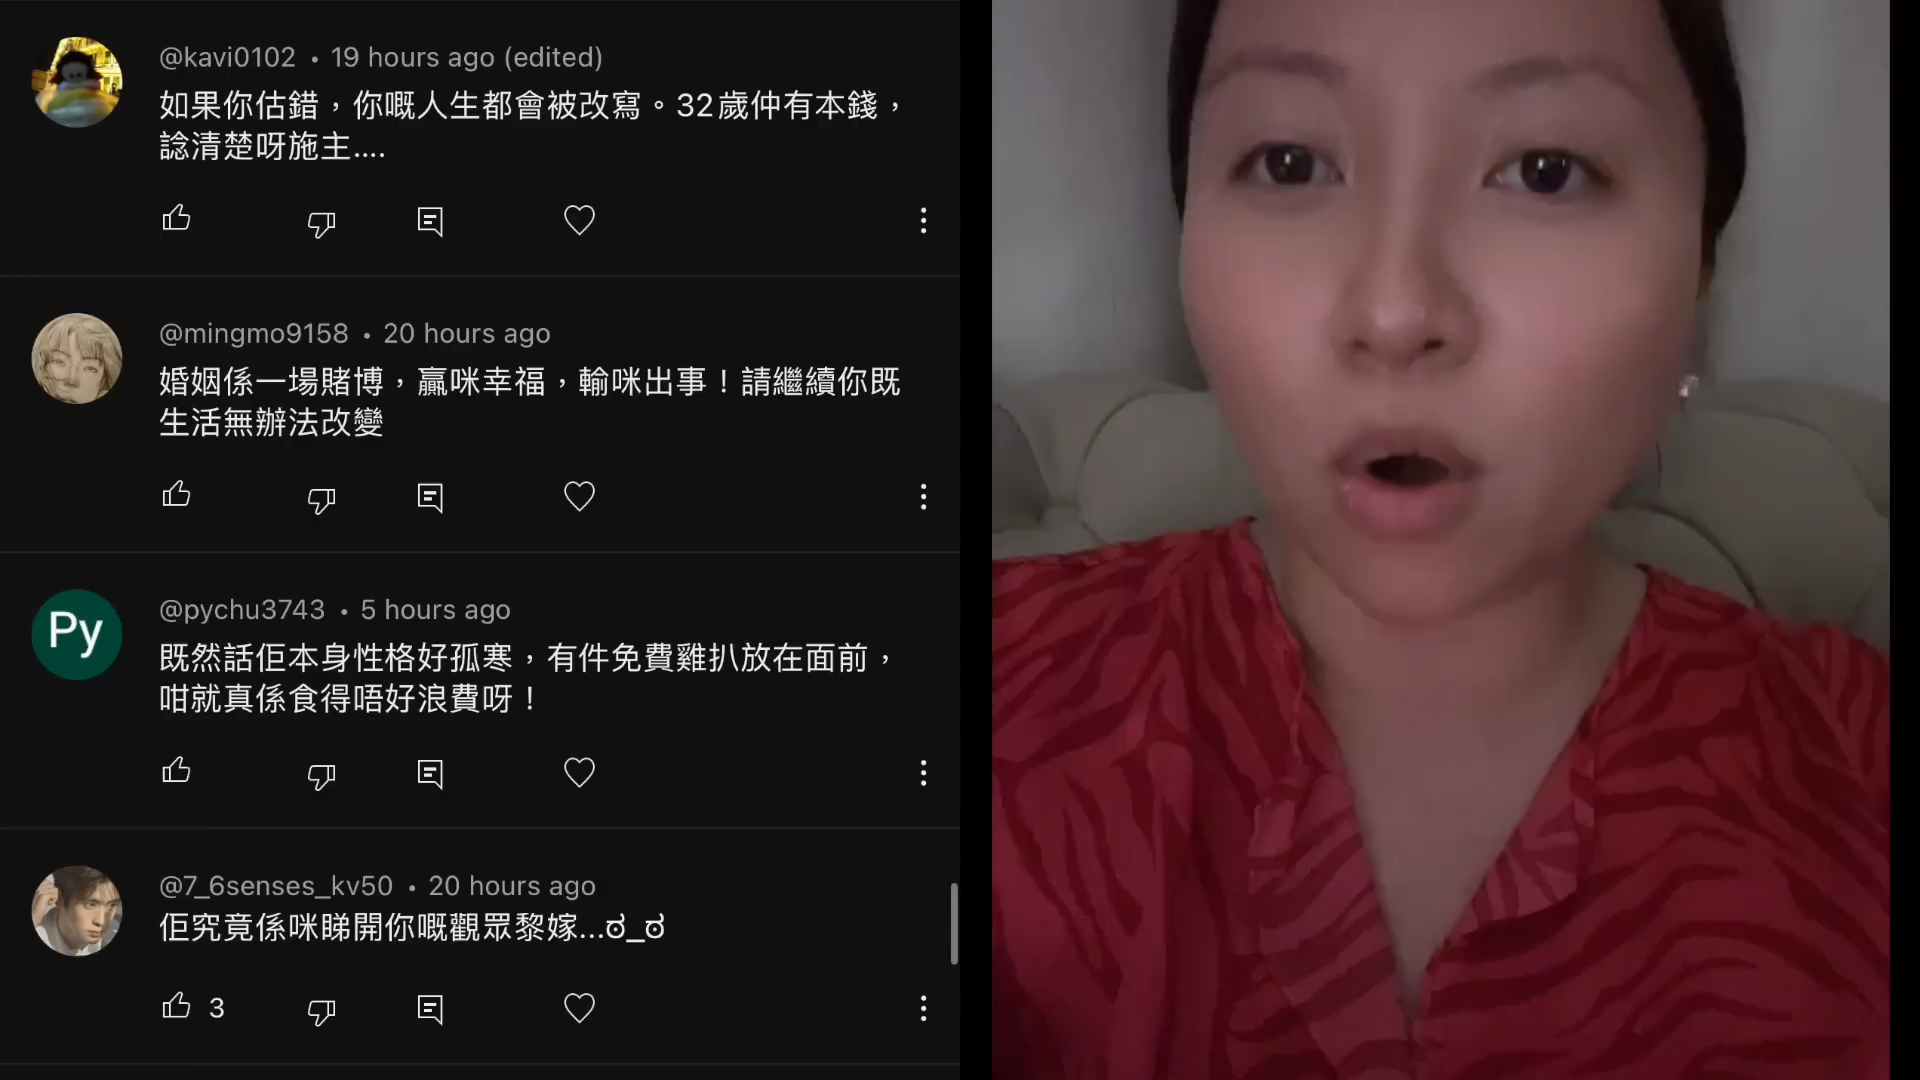 @kavi0102 • 19 hours ago (edited)
如果你估錯，你嘅人生都會被改寫。32歲仲有本錢，
諗清楚呀施主....
@mingmo9158 • 20 hours ago
婚姻係一場賭博，贏咪幸福，輸咪出事！請繼續你既
生活無辦法改變
Py
@pychu3743 • 5 hours ago
既然話佢本身性格好孤寒，有件免費雞扒放在面前，
咁就真係食得唔好浪費呀！
@7_6senses_kv50 • 20 hours ago
佢究竟係咪睇開你嘅觀眾黎嫁...ಠ_ಠ
3